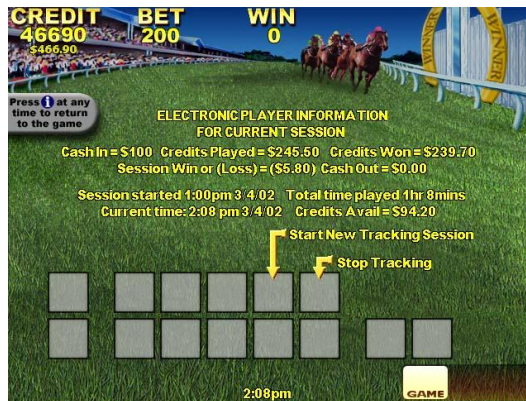 CREDIT BET WIN
46690 200 0
$466.90
WINNER
WINNER
Press i at any
time to return
to the game
ELECTRONIC PLAYER INFORMATION
FOR CURRENT SESSION
Cash In = $100 Credits Played = $245.50 Credits Won = $239.70
Session Win or (Loss) = ($5.80) Cash Out = $0.00
Session started 1:00pm 3/4/02 Total time played 1hr 8mins
Current time: 2:08 pm 3/4/02 Credits Avail = $94.20
Start New Tracking Session
Stop Tracking
GAME
2:08pm